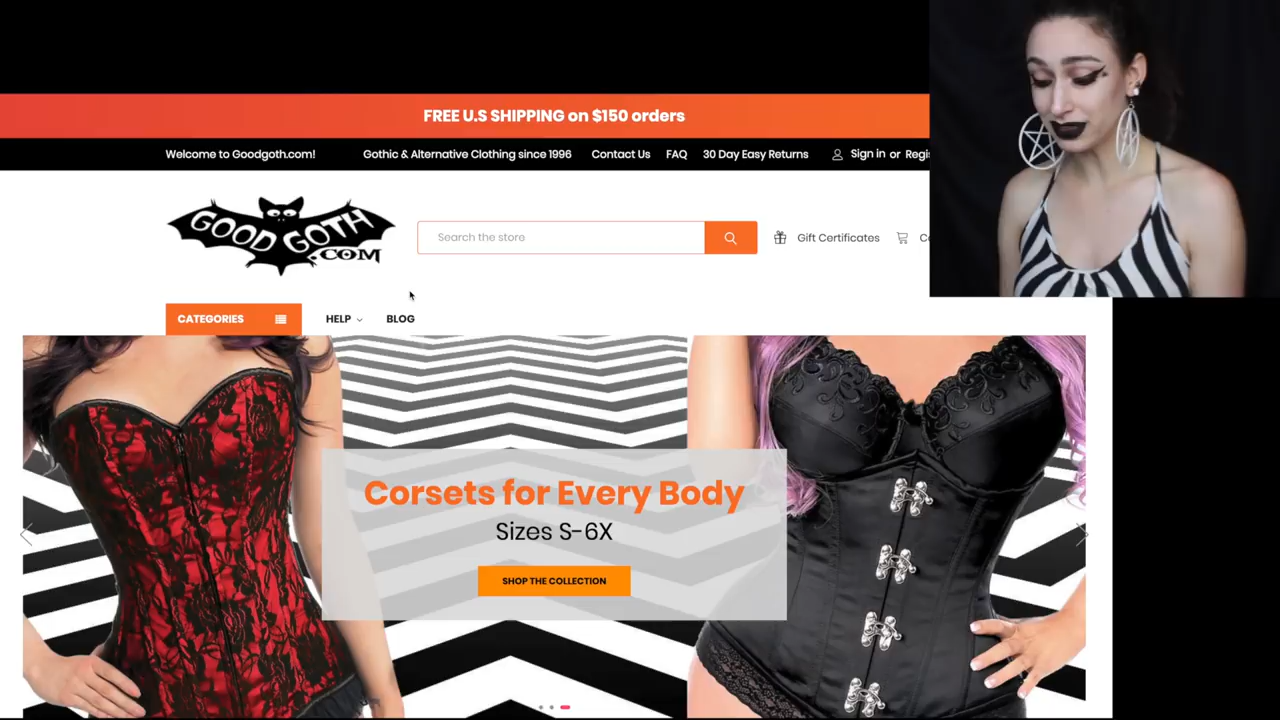 FREE U.S SHIPPING on $150 orders
Welcome to Goodgoth.com!
Gothic & Alternative Clothing since 1996
Contact Us
FAQ
30 Day Easy Returns
Sign in or Regi
GOOD GOTH
.COM
Search the store
Gift Certificates
CATEGORIES
HELP
BLOG
Corsets for Every Body
Sizes S-6X
SHOP THE COLLECTION